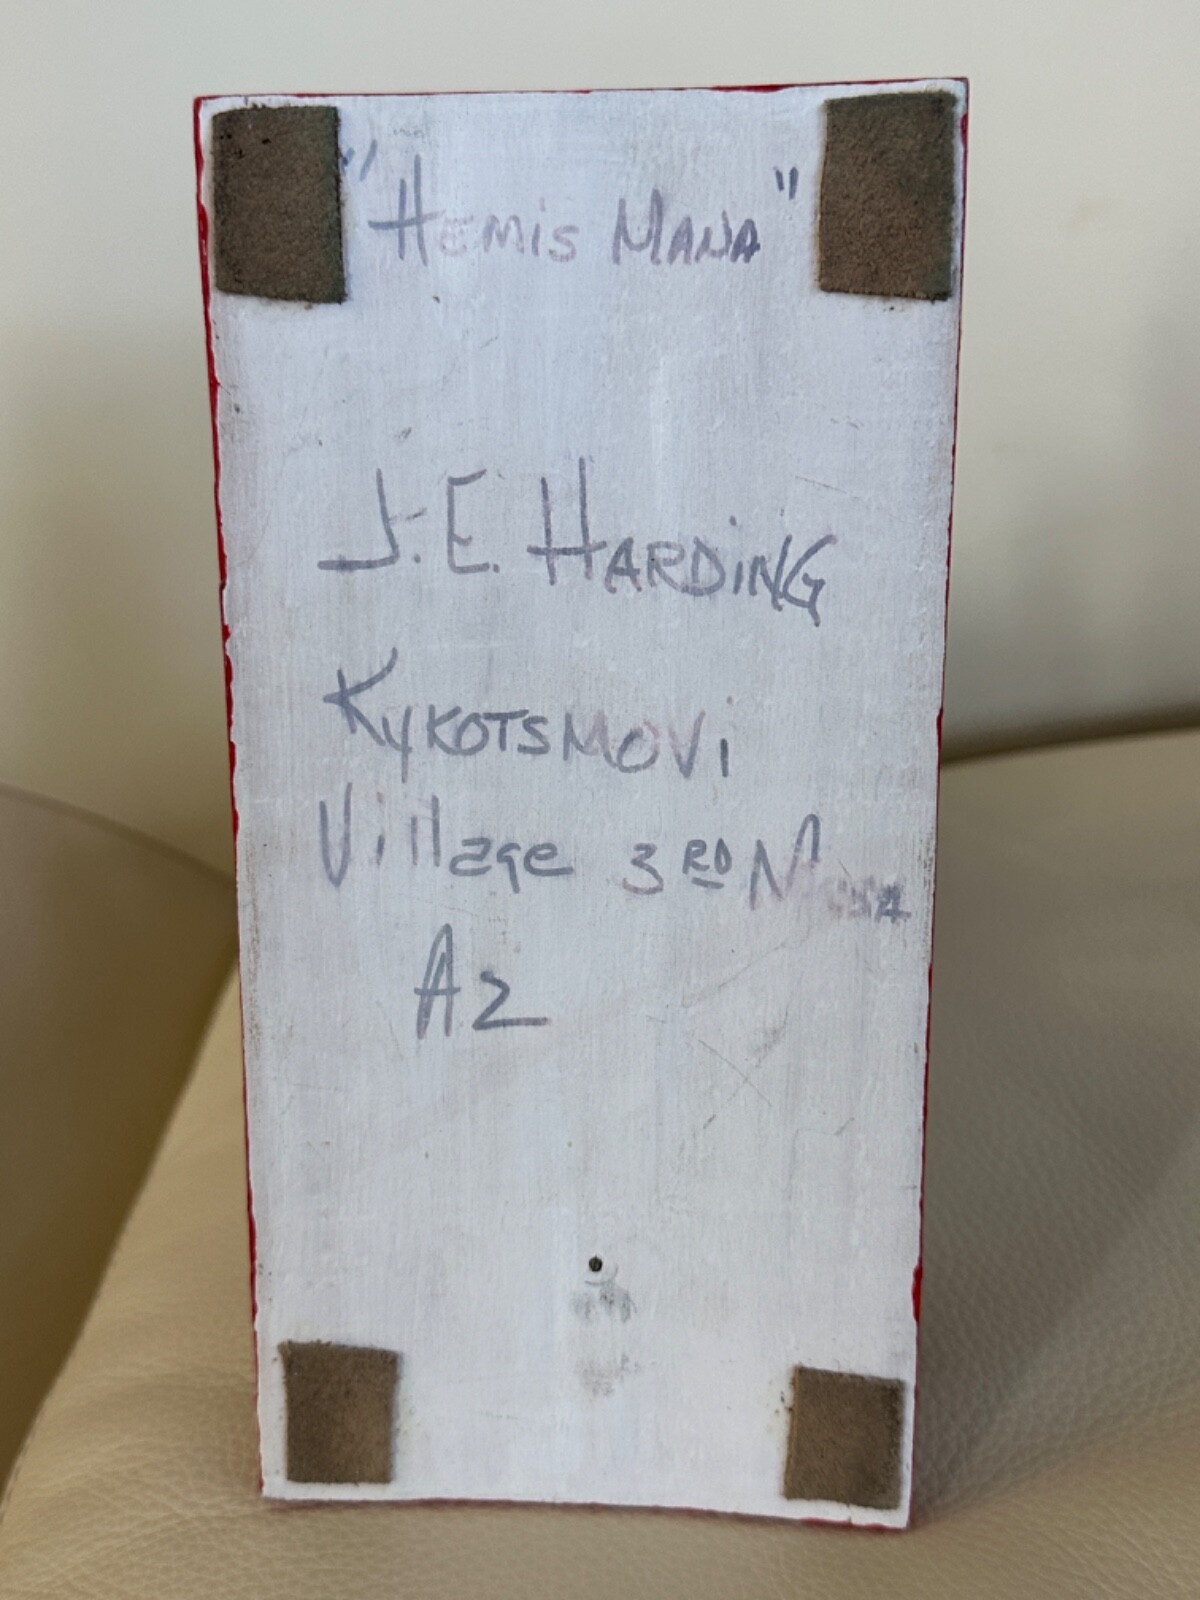 "Hemis Mana"
J.E. Harding
Kykotsmovi
Village 3RD Mesa
Az